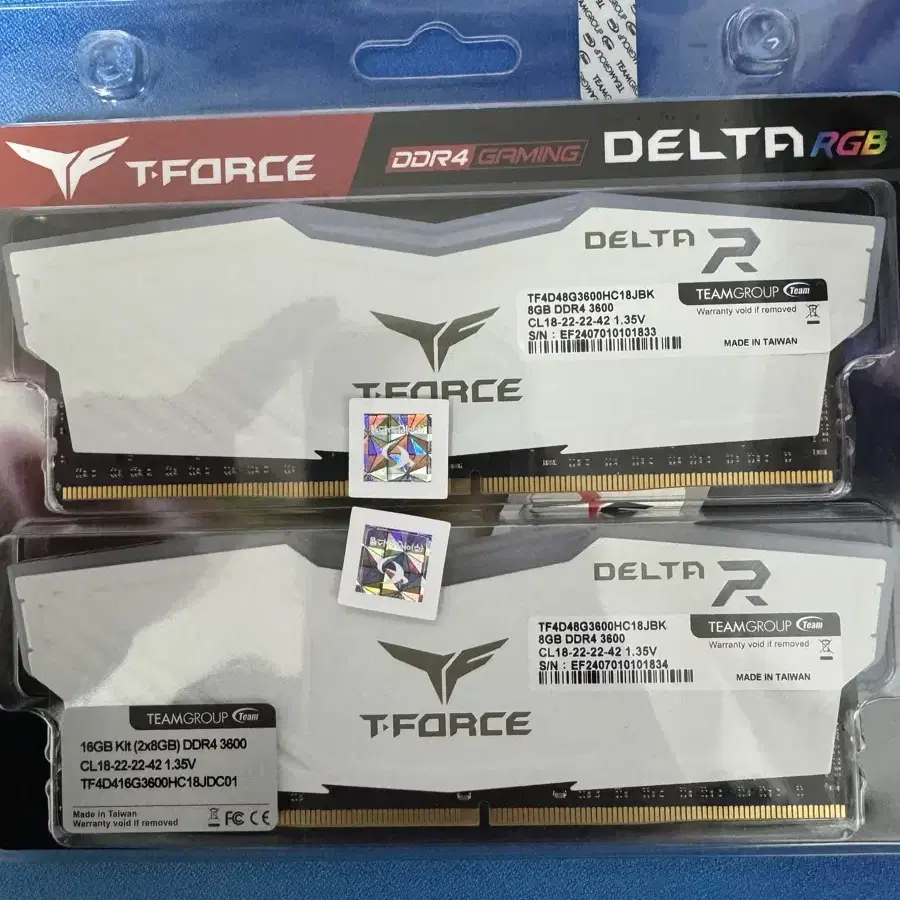 T·FORCE
DDR4 GAMING
DELTA RGB
DELTA R
TF4D48G3600HC18JBK
8GB DDR4 3600
CL18-22-22-42 1.35V
S/N : EF2407010101833
TEAMGROUP Team
Warranty void if removed
MADE IN TAIWAN
T·FORCE
DELTA R
TF4D48G3600HC18JBK
8GB DDR4 3600
CL18-22-22-42 1.35V
S/N : EF2407010101834
TEAMGROUP Team
Warranty void if removed
MADE IN TAIWAN
T·FORCE
TEAMGROUP Team
16GB Kit (2x8GB) DDR4 3600
CL18-22-22-42 1.35V
TF4D416G3600HC18JDC01
Made in Taiwan
Warranty void if removed
FC CE